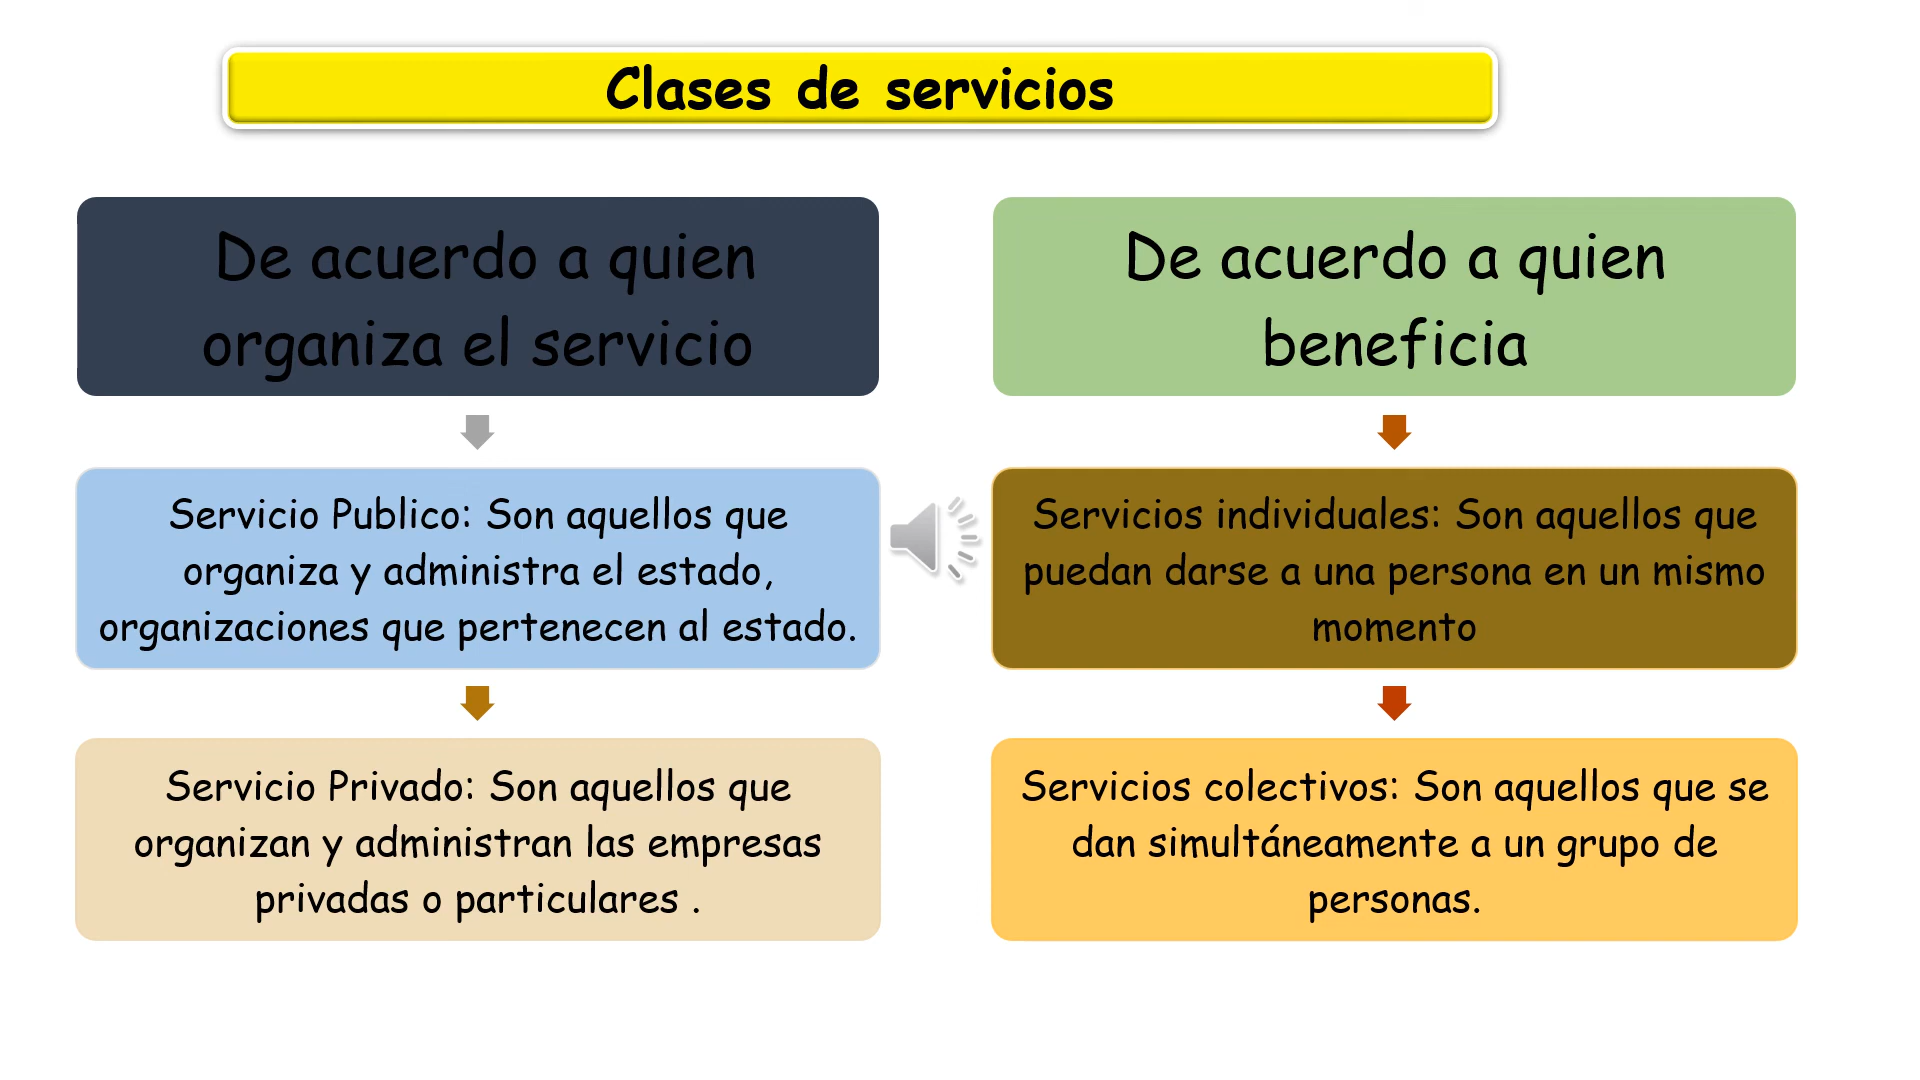 Clases de servicios
De acuerdo a quien
organiza el servicio
Servicio Publico: Son aquellos que
organiza y administra el estado,
organizaciones que pertenecen al estado.
Servicio Privado: Son aquellos que
organizan y administran las empresas
privadas o particulares .
De acuerdo a quien
beneficia
Servicios individuales: Son aquellos que
puedan darse a una persona en un mismo
momento
Servicios colectivos: Son aquellos que se
dan simultáneamente a un grupo de
personas.